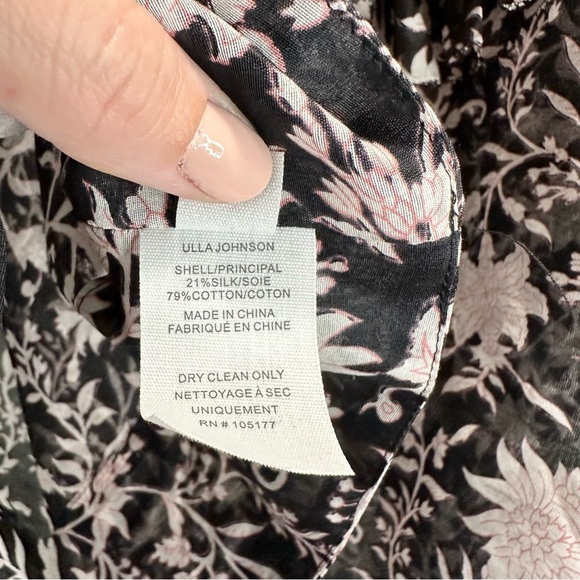 ULLA JOHNSON
SHELL/PRINCIPAL
21%SILK/SOIE
79%COTTON/COTON
MADE IN CHINA
FABRIQUÉ EN CHINE
DRY CLEAN ONLY
NETTOYAGE À SEC
UNIQUEMENT
RN # 105177